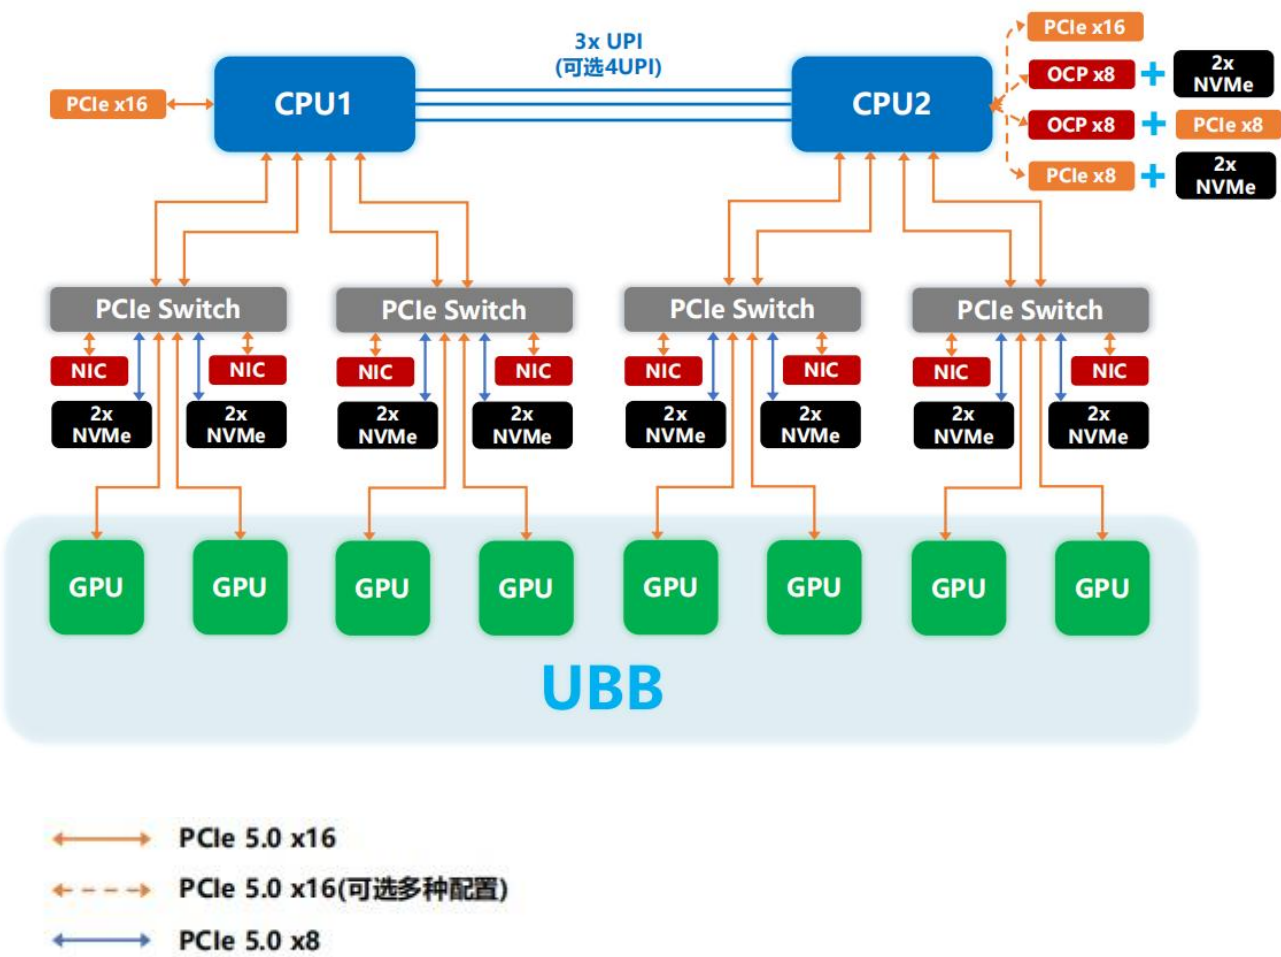 3x UPI
(可选4UPI)
PCIe x16
CPU1
CPU2
PCIe x16
OCP x8 + 2x NVMe
OCP x8 + PCIe x8
PCIe x8 + 2x NVMe
PCIe Switch
PCIe Switch
PCIe Switch
PCIe Switch
NIC
NIC
NIC
NIC
NIC
NIC
NIC
NIC
2x
NVMe
2x
NVMe
2x
NVMe
2x
NVMe
2x
NVMe
2x
NVMe
2x
NVMe
2x
NVMe
GPU
GPU
GPU
GPU
GPU
GPU
GPU
GPU
UBB
PCIe 5.0 x16
PCIe 5.0 x16(可选多种配置)
PCIe 5.0 x8